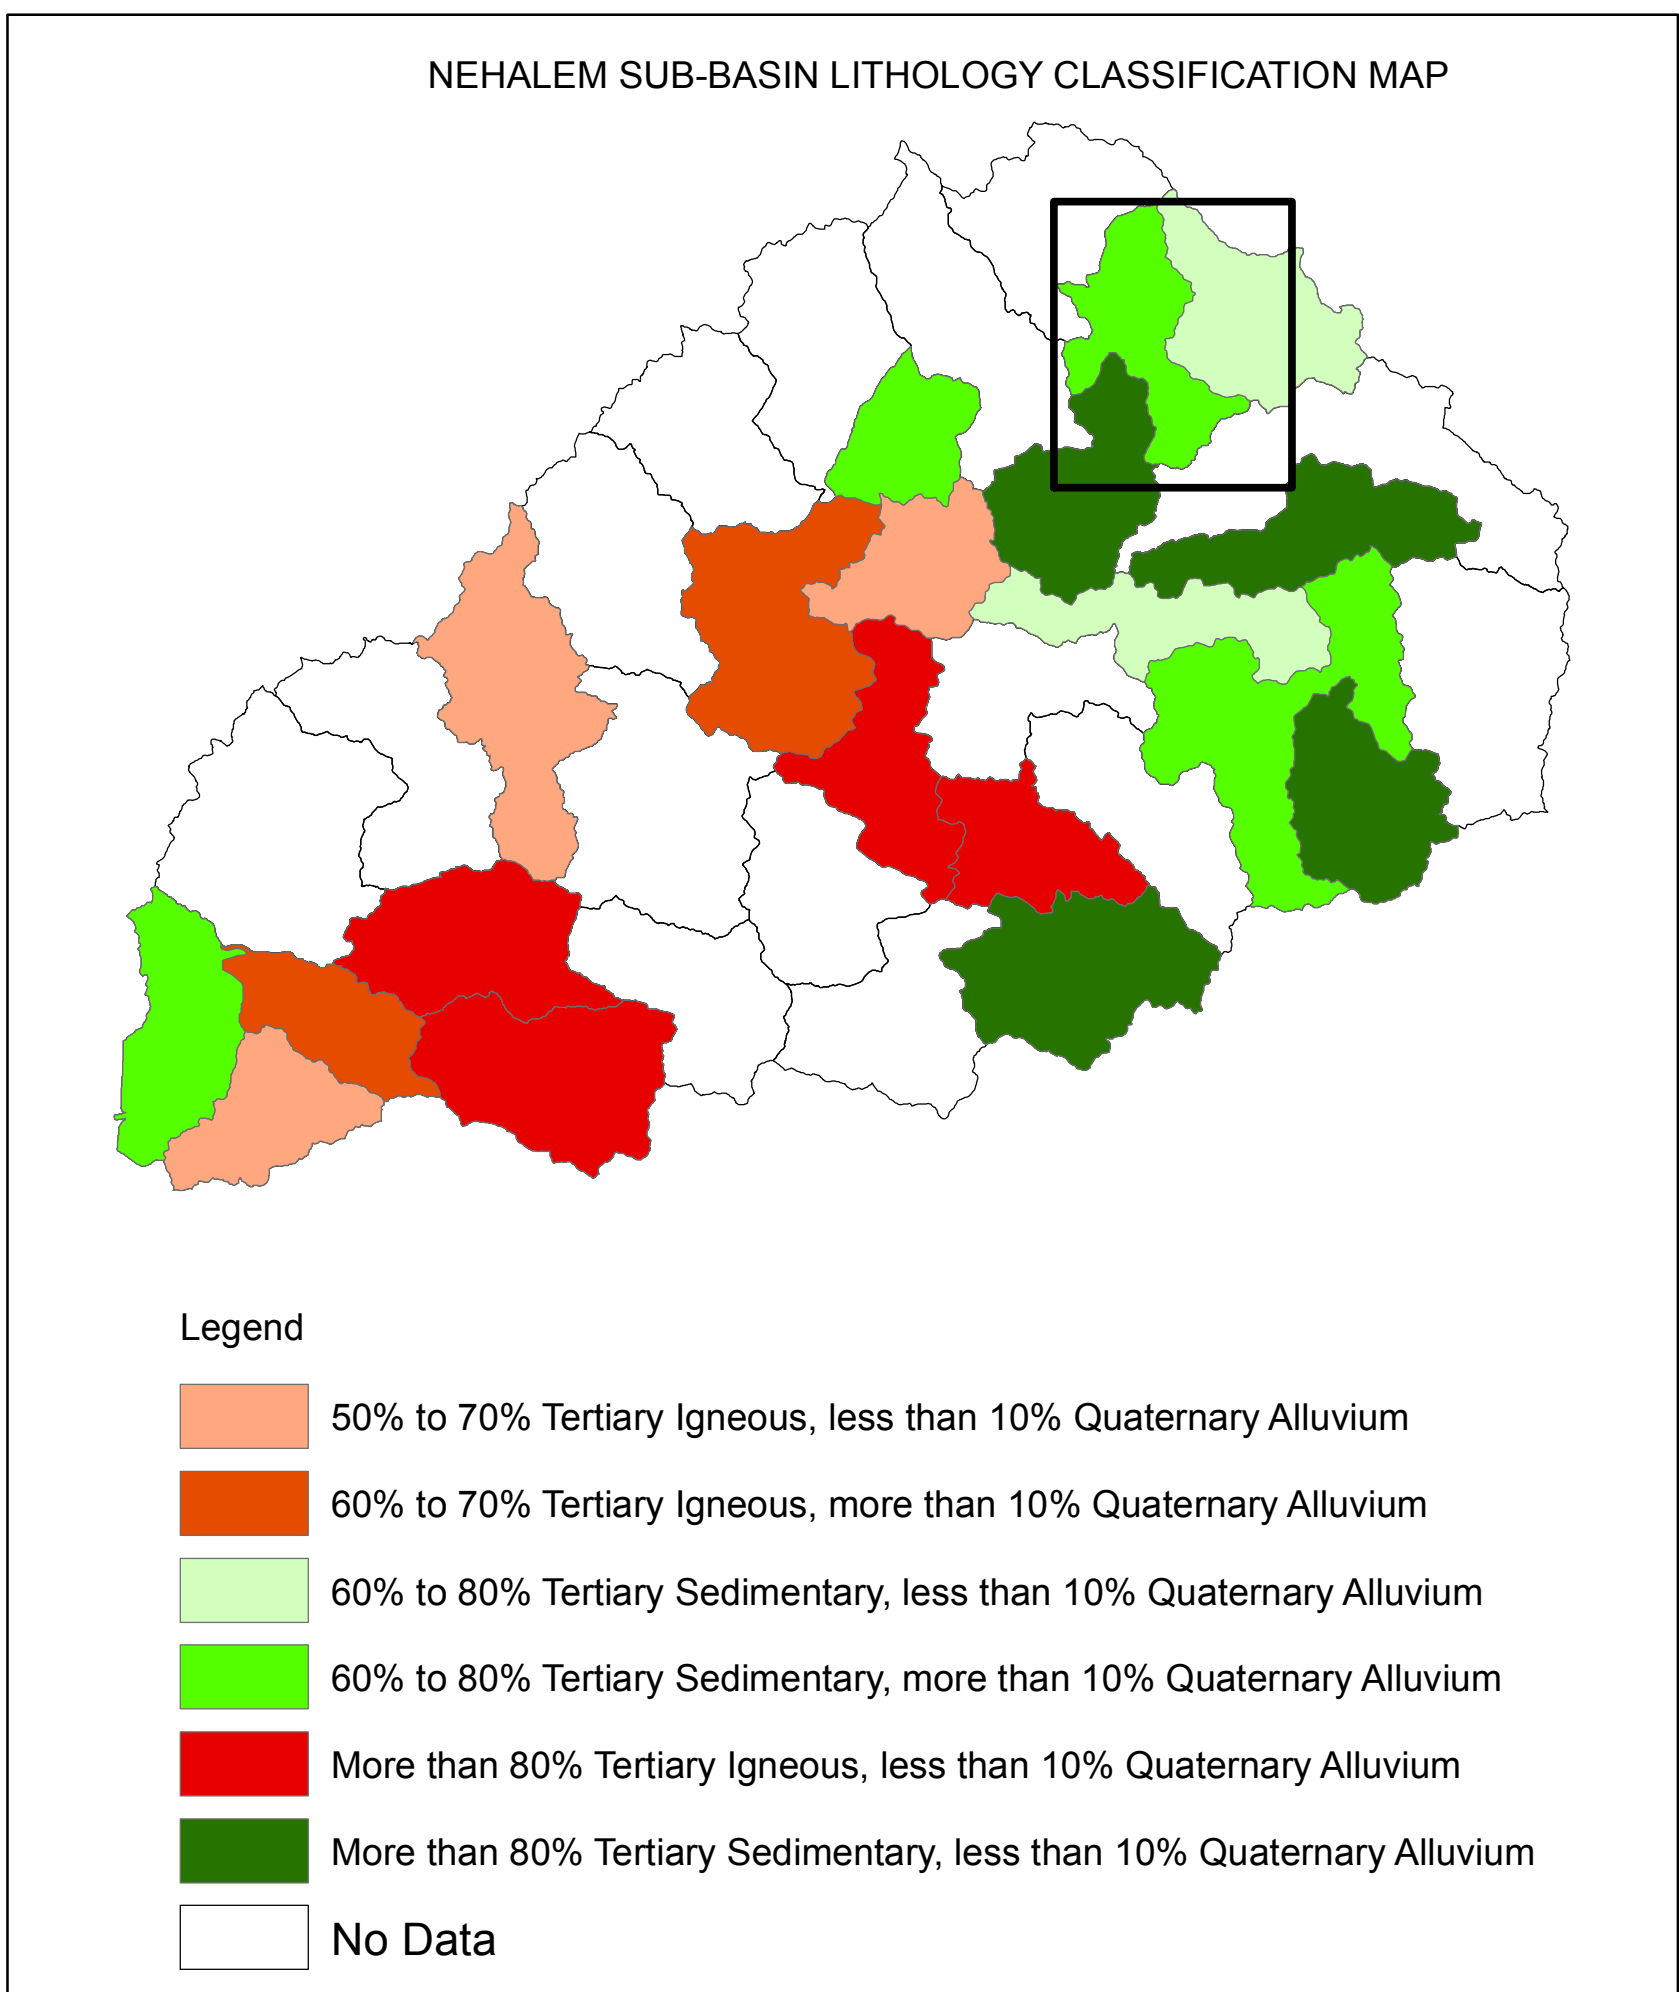 NEHALEM SUB-BASIN LITHOLOGY CLASSIFICATION MAP
Legend
50% to 70% Tertiary Igneous, less than 10% Quaternary Alluvium
60% to 70% Tertiary Igneous, more than 10% Quaternary Alluvium
60% to 80% Tertiary Sedimentary, less than 10% Quaternary Alluvium
60% to 80% Tertiary Sedimentary, more than 10% Quaternary Alluvium
More than 80% Tertiary Igneous, less than 10% Quaternary Alluvium
More than 80% Tertiary Sedimentary, less than 10% Quaternary Alluvium
No Data